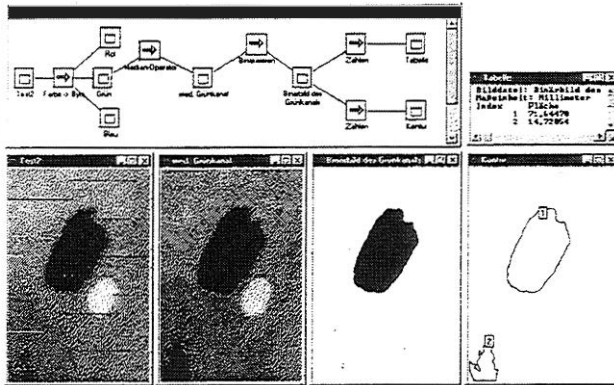 Rot
Median-Operator
Binarisieren
Zählen
Tabelle
Test2
Farbe -> Byte
Grün
med. Grünkanal
Binärbild des
Grünkanals
Blau
Zählen
Kontur
Tabelle
Bilddatei: Binärbild des
Maßeinheit: Millimeter
Index Fläche
1 71,64470
2 14,72054
Test2
med. Grünkanal
Binärbild des Grünkanals
Kontur
1
2